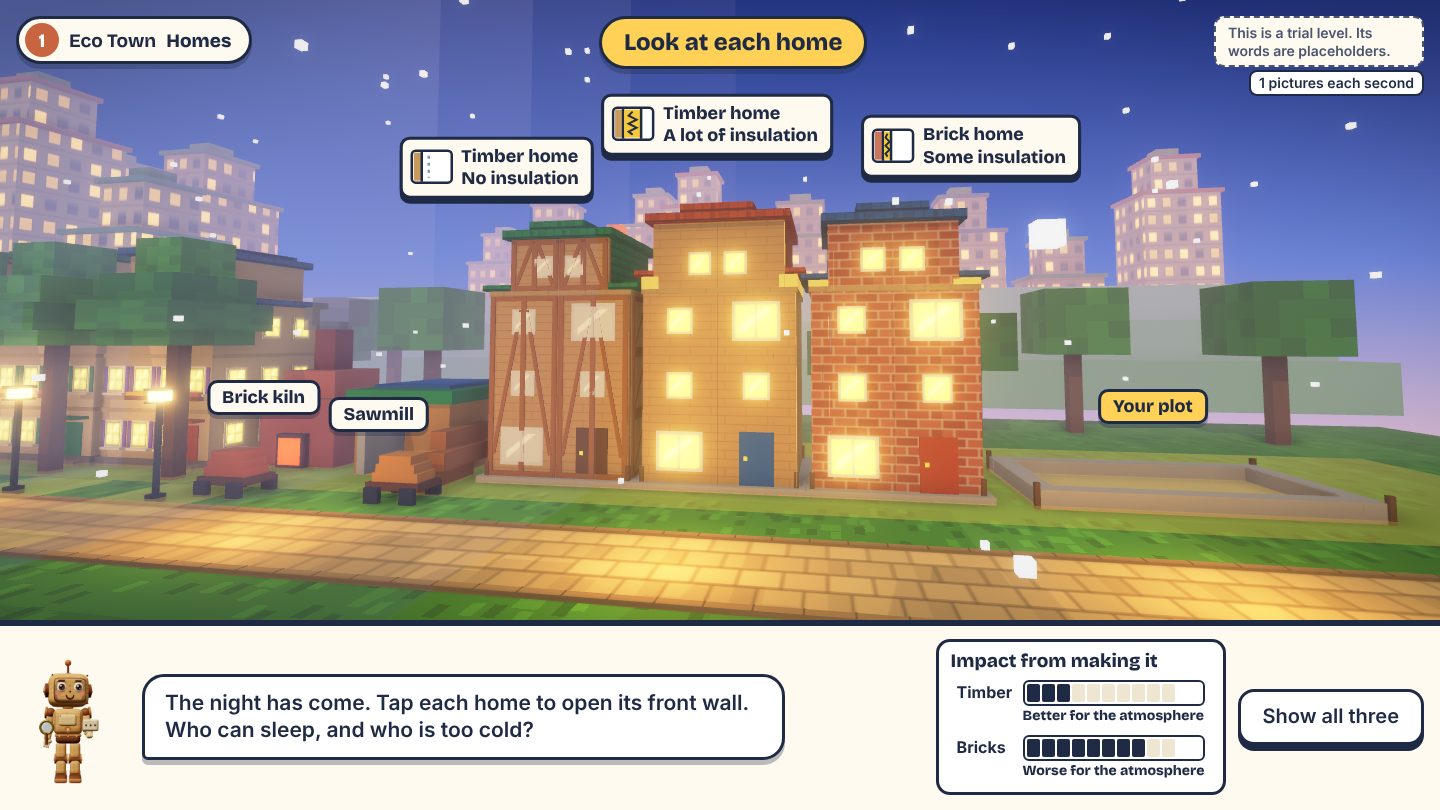 1 Eco Town Homes
Look at each home
This is a trial level. Its
words are placeholders.
1 pictures each second
Timber home
No insulation
Timber home
A lot of insulation
Brick home
Some insulation
Brick kiln
Sawmill
Your plot
The night has come. Tap each home to open its front wall.
Who can sleep, and who is too cold?
Impact from making it
Timber
Better for the atmosphere
Bricks
Worse for the atmosphere
Show all three